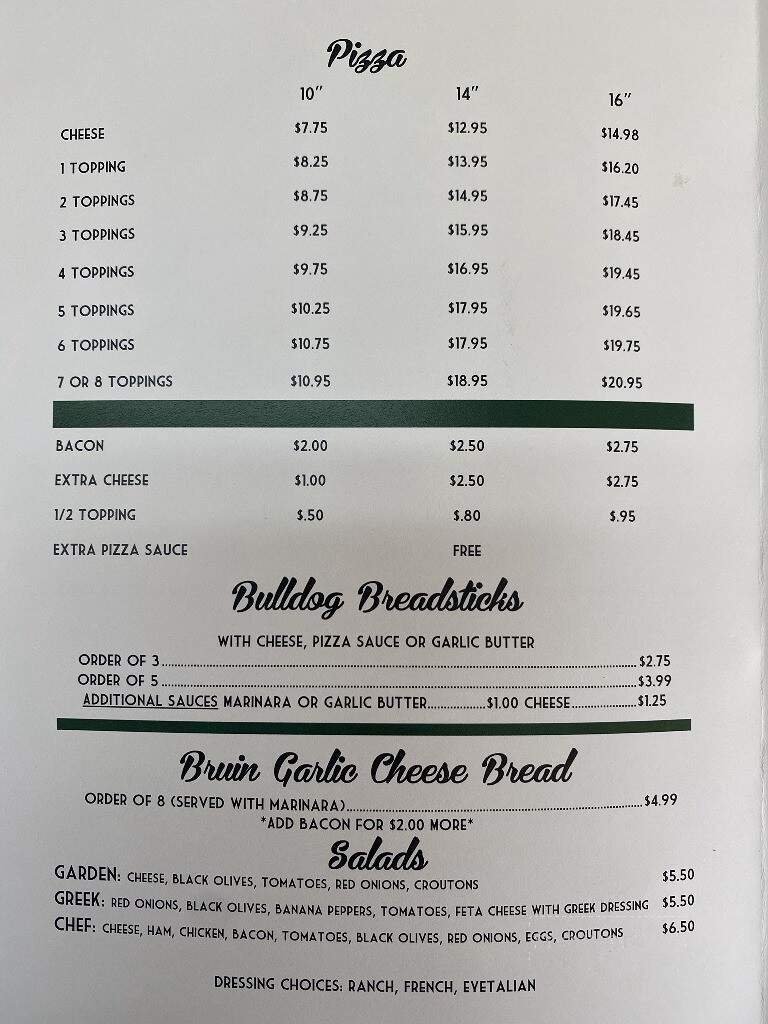 Pizza
10" 14" 16"
CHEESE $7.75 $12.95 $14.98
1 TOPPING $8.25 $13.95 $16.20
2 TOPPINGS $8.75 $14.95 $17.45
3 TOPPINGS $9.25 $15.95 $18.45
4 TOPPINGS $9.75 $16.95 $19.45
5 TOPPINGS $10.25 $17.95 $19.65
6 TOPPINGS $10.75 $17.95 $19.75
7 OR 8 TOPPINGS $10.95 $18.95 $20.95
BACON $2.00 $2.50 $2.75
EXTRA CHEESE $1.00 $2.50 $2.75
1/2 TOPPING $.50 $.80 $.95
EXTRA PIZZA SAUCE FREE
Bulldog Breadsticks
WITH CHEESE, PIZZA SAUCE OR GARLIC BUTTER
ORDER OF 3 $2.75
ORDER OF 5 $3.99
ADDITIONAL SAUCES MARINARA OR GARLIC BUTTER $1.00 CHEESE $1.25
Bruin Garlic Cheese Bread
ORDER OF 8 (SERVED WITH MARINARA) $4.99
*ADD BACON FOR $2.00 MORE*
Salads
GARDEN: CHEESE, BLACK OLIVES, TOMATOES, RED ONIONS, CROUTONS $5.50
GREEK: RED ONIONS, BLACK OLIVES, BANANA PEPPERS, TOMATOES, FETA CHEESE WITH GREEK DRESSING $5.50
CHEF: CHEESE, HAM, CHICKEN, BACON, TOMATOES, BLACK OLIVES, RED ONIONS, EGGS, CROUTONS $6.50
DRESSING CHOICES: RANCH, FRENCH, EYETALIAN